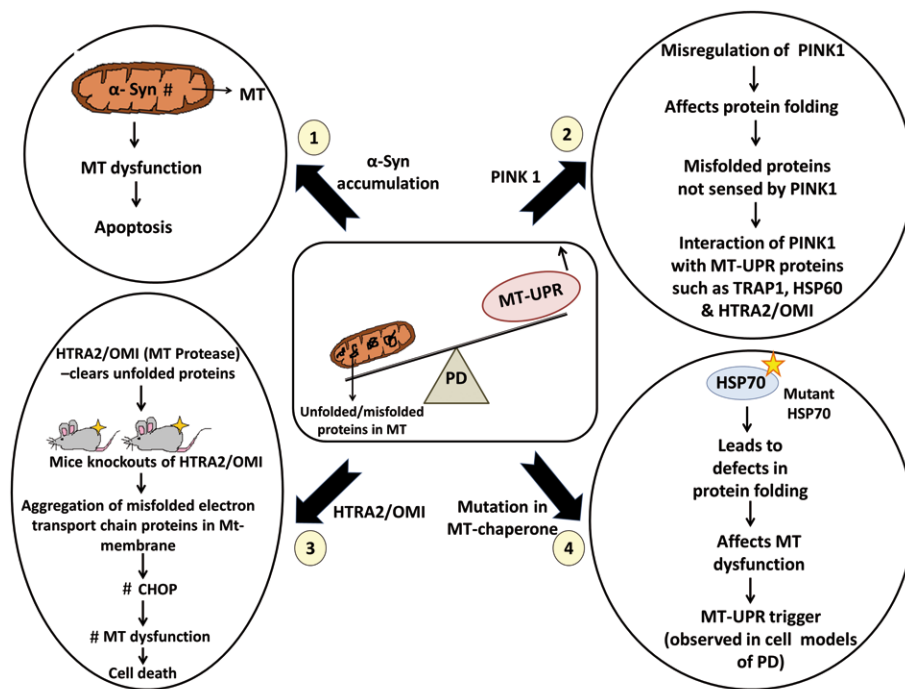 α- Syn #
MT
MT dysfunction
Apoptosis
1
α-Syn
accumulation
2
PINK 1
Misregulation of PINK1
Affects protein folding
Misfolded proteins
not sensed by PINK1
Interaction of PINK1
with MT-UPR proteins
such as TRAP1, HSP60
& HTRA2/OMI
MT-UPR
PD
Unfolded/misfolded
proteins in MT
HTRA2/OMI (MT Protease)
–clears unfolded proteins
Mice knockouts of HTRA2/OMI
Aggregation of misfolded electron
transport chain proteins in Mt-
membrane
# CHOP
# MT dysfunction
Cell death
HTRA2/OMI
3
Mutation in
MT-chaperone
4
HSP70
Mutant
HSP70
Leads to
defects in
protein folding
Affects MT
dysfunction
MT-UPR trigger
(observed in cell models
of PD)